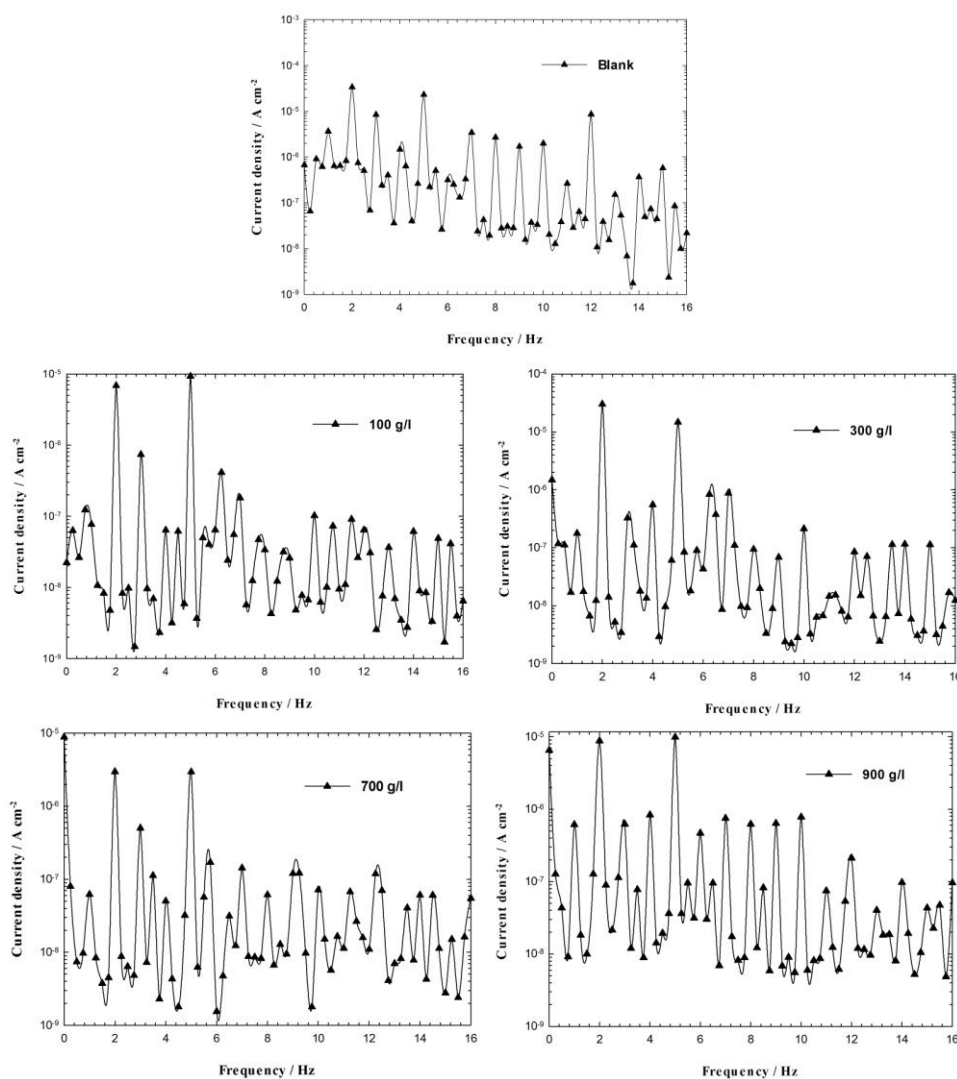 10⁻³
10⁻⁴
10⁻⁵
10⁻⁶
10⁻⁷
10⁻⁸
10⁻⁹
Current density / A cm⁻²
Blank
0 2 4 6 8 10 12 14 16
Frequency / Hz
10⁻⁵
10⁻⁶
10⁻⁷
10⁻⁸
10⁻⁹
Current density / A cm⁻²
100 g/l
0 2 4 6 8 10 12 14 16
Frequency / Hz
10⁻⁴
10⁻⁵
10⁻⁶
10⁻⁷
10⁻⁸
10⁻⁹
Current density / A cm⁻²
300 g/l
0 2 4 6 8 10 12 14 16
Frequency / Hz
10⁻⁵
10⁻⁶
10⁻⁷
10⁻⁸
10⁻⁹
Current density / A cm⁻²
700 g/l
0 2 4 6 8 10 12 14 16
Frequency / Hz
10⁻⁵
10⁻⁶
10⁻⁷
10⁻⁸
10⁻⁹
Current density / A cm⁻²
900 g/l
0 2 4 6 8 10 12 14 16
Frequency / Hz